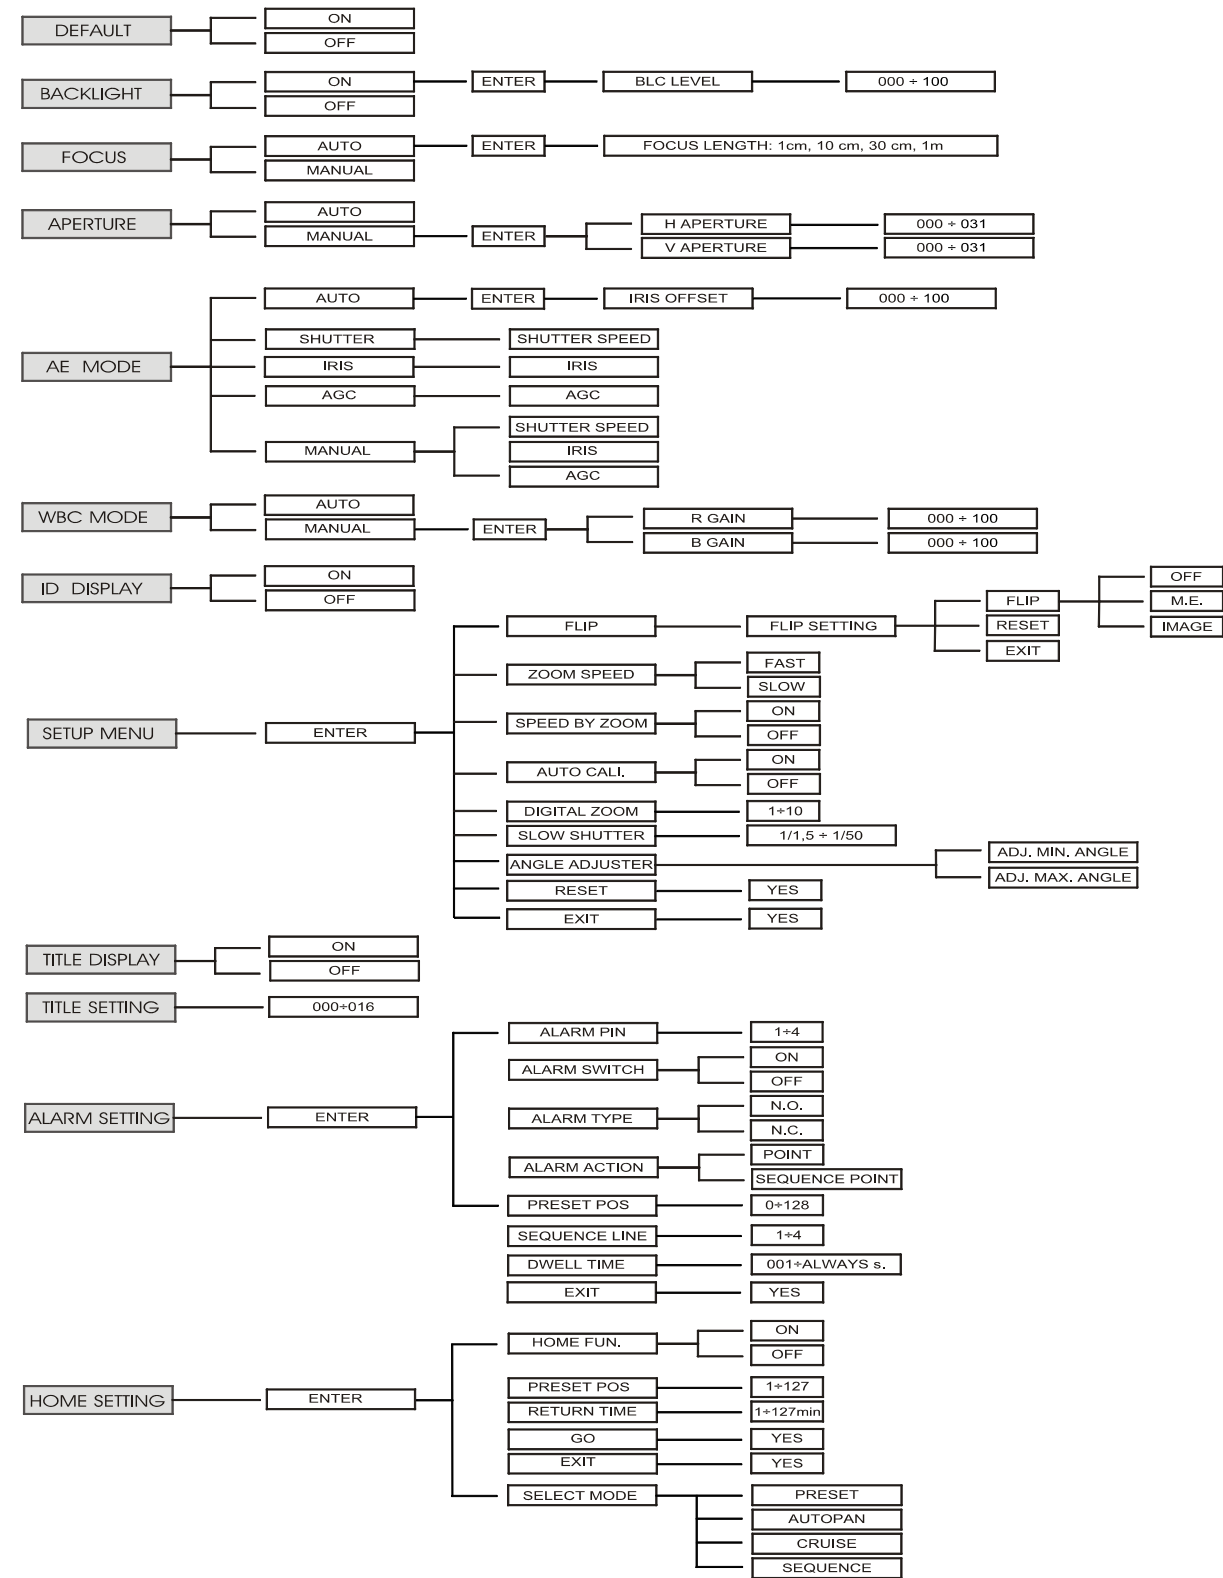 DEFAULT
ON
OFF
BACKLIGHT
ON
ENTER
BLC LEVEL
000 ÷ 100
OFF
FOCUS
AUTO
ENTER
FOCUS LENGTH: 1cm, 10 cm, 30 cm, 1m
MANUAL
APERTURE
AUTO
MANUAL
ENTER
H APERTURE
000 ÷ 031
V APERTURE
000 ÷ 031
AE MODE
AUTO
ENTER
IRIS OFFSET
000 ÷ 100
SHUTTER
SHUTTER SPEED
IRIS
IRIS
AGC
AGC
MANUAL
SHUTTER SPEED
IRIS
AGC
WBC MODE
AUTO
MANUAL
ENTER
R GAIN
000 ÷ 100
B GAIN
000 ÷ 100
ID DISPLAY
ON
OFF
SETUP MENU
ENTER
FLIP
FLIP SETTING
FLIP
OFF
M.E.
IMAGE
RESET
EXIT
ZOOM SPEED
FAST
SLOW
SPEED BY ZOOM
ON
OFF
AUTO CALI.
ON
OFF
DIGITAL ZOOM
1÷10
SLOW SHUTTER
1/1,5 ÷ 1/50
ANGLE ADJUSTER
ADJ. MIN. ANGLE
ADJ. MAX. ANGLE
RESET
YES
EXIT
YES
TITLE DISPLAY
ON
OFF
TITLE SETTING
000÷016
ALARM SETTING
ENTER
ALARM PIN
1÷4
ALARM SWITCH
ON
OFF
ALARM TYPE
N.O.
N.C.
ALARM ACTION
POINT
SEQUENCE POINT
PRESET POS
0÷128
SEQUENCE LINE
1÷4
DWELL TIME
001÷ALWAYS s.
EXIT
YES
HOME SETTING
ENTER
HOME FUN.
ON
OFF
PRESET POS
1÷127
RETURN TIME
1÷127min
GO
YES
EXIT
YES
SELECT MODE
PRESET
AUTOPAN
CRUISE
SEQUENCE